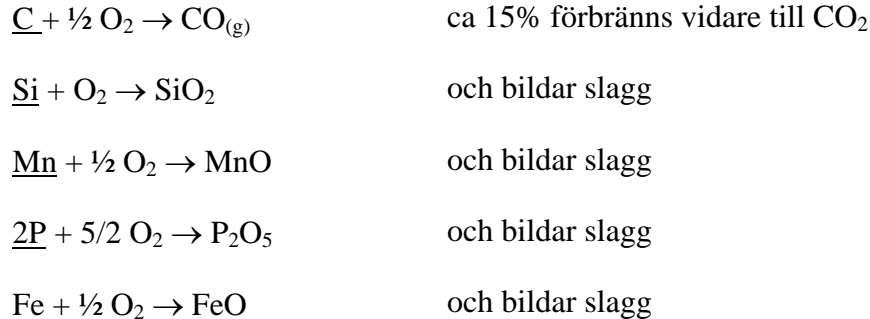 C + ½ O₂ → CO₍g₎ ca 15% förbränns vidare till CO₂
Si + O₂ → SiO₂ och bildar slagg
Mn + ½ O₂ → MnO och bildar slagg
2P + 5/2 O₂ → P₂O₅ och bildar slagg
Fe + ½ O₂ → FeO och bildar slagg